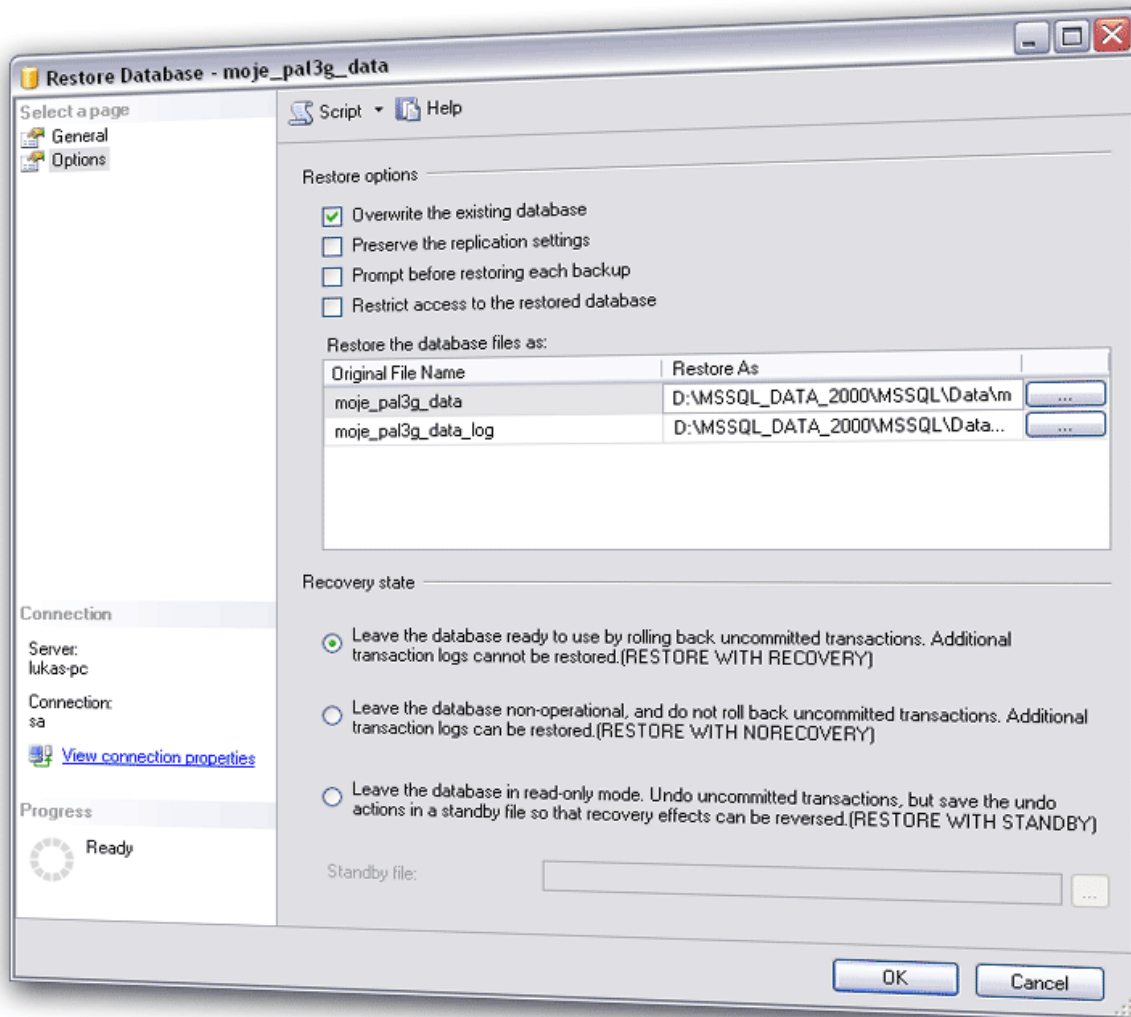 Restore Database - moje_pal3g_data
Select a page
General
Options
Script
Help
Restore options
Overwrite the existing database
Preserve the replication settings
Prompt before restoring each backup
Restrict access to the restored database
Restore the database files as:
Original File Name Restore As
moje_pal3g_data D:\MSSQL_DATA_2000\MSSQL\Data\m ...
moje_pal3g_data_log D:\MSSQL_DATA_2000\MSSQL\Data... ...
Recovery state
Leave the database ready to use by rolling back uncommitted transactions. Additional
transaction logs cannot be restored.(RESTORE WITH RECOVERY)
Leave the database non-operational, and do not roll back uncommitted transactions. Additional
transaction logs can be restored.(RESTORE WITH NORECOVERY)
Leave the database in read-only mode. Undo uncommitted transactions, but save the undo
actions in a standby file so that recovery effects can be reversed.(RESTORE WITH STANDBY)
Standby file:
...
Connection
Server:
lukas-pc
Connection:
sa
View connection properties
Progress
Ready
OK
Cancel